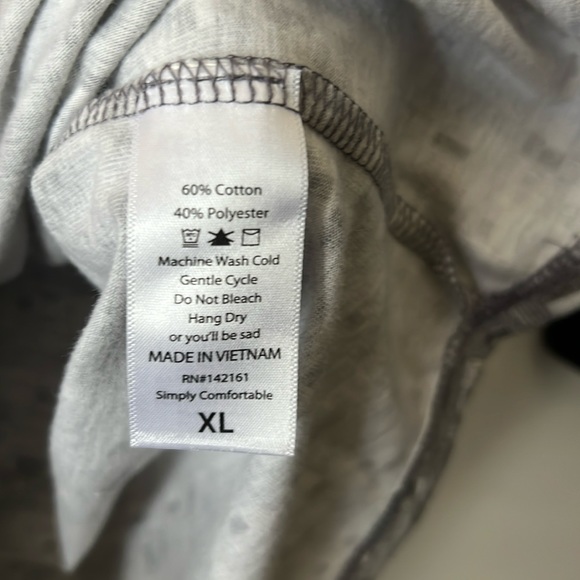 60% Cotton
40% Polyester
Machine Wash Cold
Gentle Cycle
Do Not Bleach
Hang Dry
or you'll be sad
MADE IN VIETNAM
RN#142161
Simply Comfortable
XL